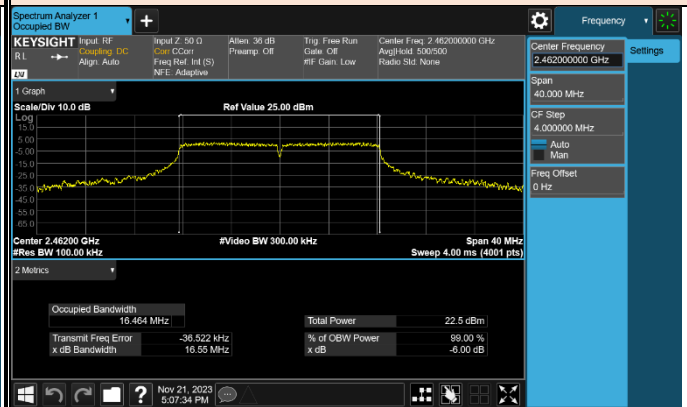 Spectrum Analyzer 1
Occupied BW
+
Frequency
KEYSIGHT
RL
LXI
Input: RF
Coupling: DC
Align: Auto
Input Z: 50 Ω
Corr CCorr
Freq Ref: Int (S)
NFE: Adaptive
Atten: 36 dB
Preamp: Off
Trig: Free Run
Gate: Off
#IF Gain: Low
Center Freq: 2.462000000 GHz
Avg|Hold: 500/500
Radio Std: None
Center Frequency
2.462000000 GHz
Settings
Span
40.000 MHz
CF Step
4.000000 MHz
Auto
Man
Freq Offset
0 Hz
1 Graph
Scale/Div 10.0 dB
Ref Value 25.00 dBm
Log
15.0
5.00
-5.00
-15.0
-25.0
-35.0
-45.0
-55.0
-65.0
Center 2.46200 GHz
#Video BW 300.00 kHz
Span 40 MHz
#Res BW 100.00 kHz
Sweep 4.00 ms (4001 pts)
2 Metrics
Occupied Bandwidth
16.464 MHz
Total Power 22.5 dBm
Transmit Freq Error -36.522 kHz
% of OBW Power 99.00 %
x dB Bandwidth 16.55 MHz
x dB -6.00 dB
?
Nov 21, 2023
5:07:34 PM